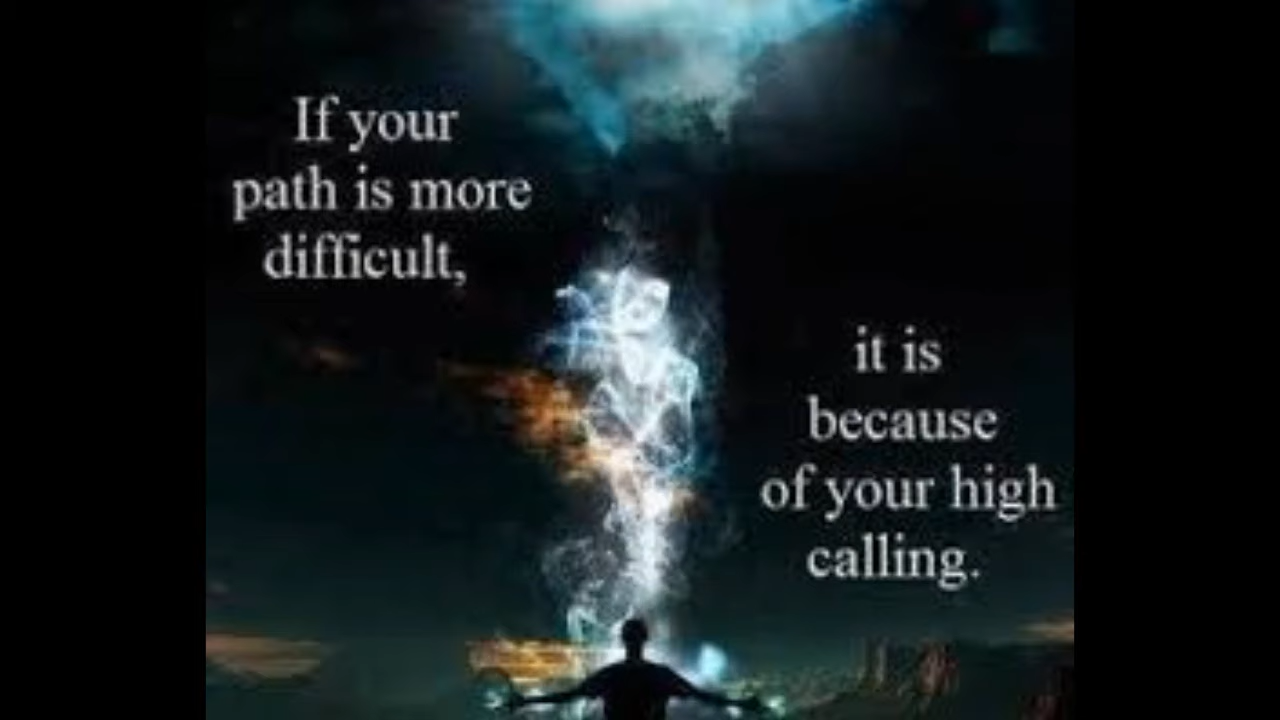 If your
path is more
difficult,
it is
because
of your high
calling.